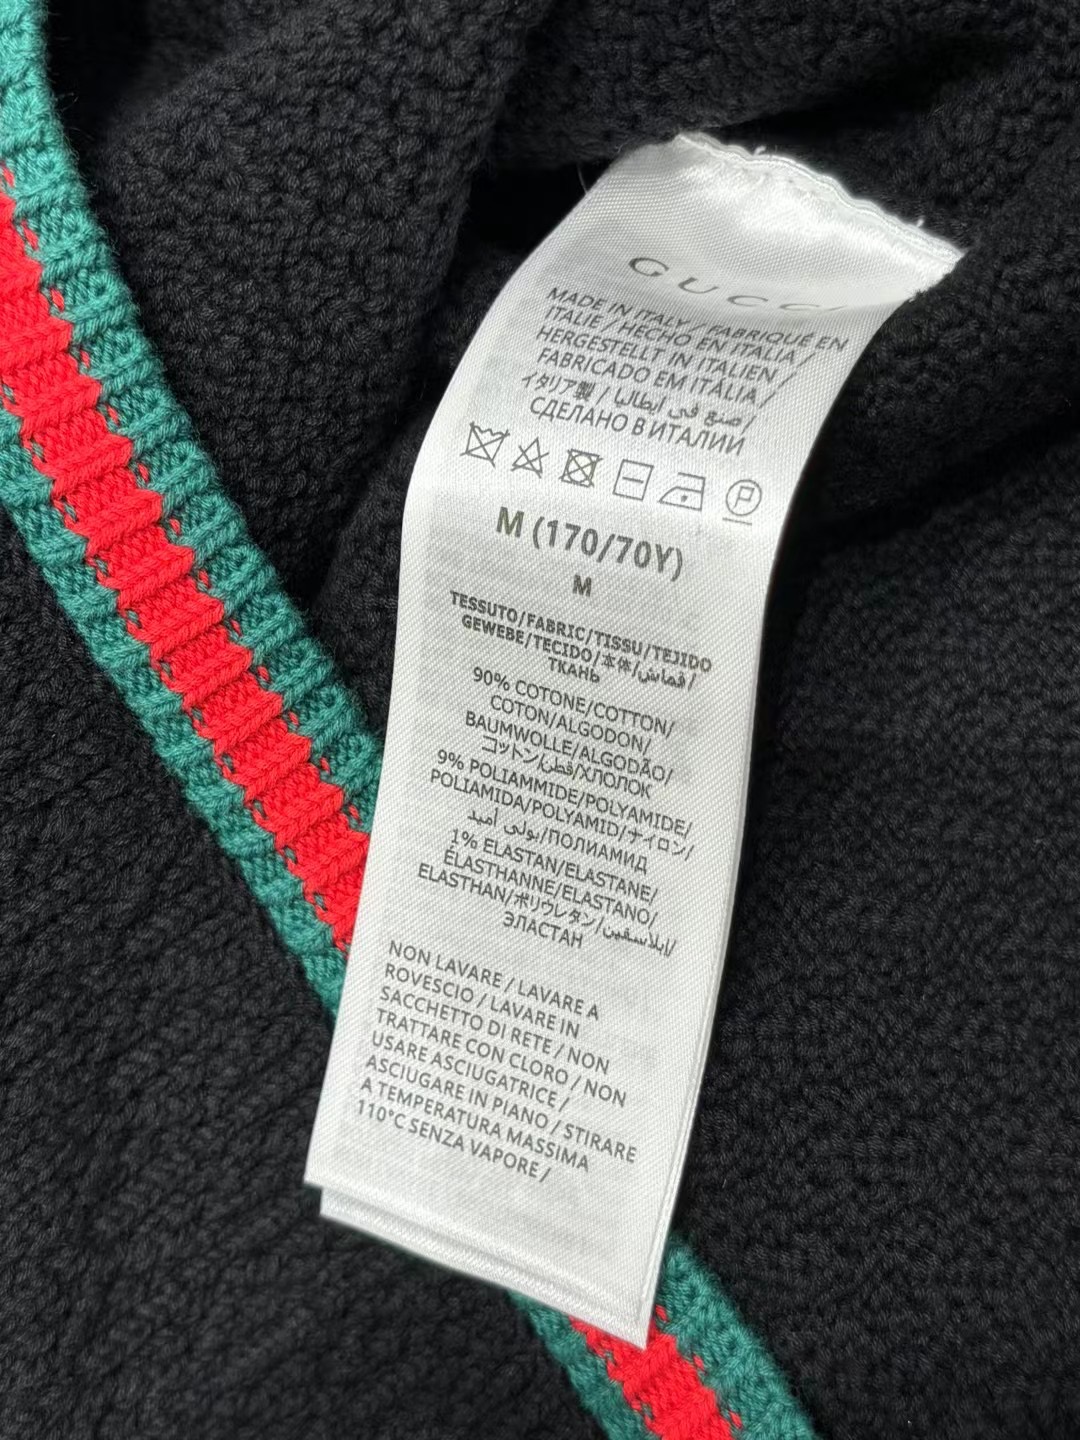 GUCCI
MADE IN ITALY / FABRIQUÉ EN
ITALIE / HECHO EN ITALIA /
HERGESTELLT IN ITALIEN /
FABRICADO EM ITÁLIA /
イタリア製 / صنع في ايطاليا /
СДЕЛАНО В ИТАЛИИ
P
M (170/70Y)
M
TESSUTO/FABRIC/TISSU/TEJIDO
GEWEBE/TECIDO/本体/قماش/
ТКАНЬ
90% COTONE/COTTON/
COTON/ALGODON/
BAUMWOLLE/ALGODÃO/
コットン/قطن/ХЛОПОК
9% POLIAMMIDE/POLYAMIDE/
POLIAMIDA/POLYAMID/ナイロン/
بولي أميد/ПОЛИАМИД
1% ELASTAN/ELASTANE/
ÉLASTHANNE/ELASTANO/
ELASTHAN/ポリウレタン/إيلاستين/
ЭЛАСТАН
NON LAVARE / LAVARE A
ROVESCIO / LAVARE IN
SACCHETTO DI RETE / NON
TRATTARE CON CLORO / NON
USARE ASCIUGATRICE /
ASCIUGARE IN PIANO / STIRARE
A TEMPERATURA MASSIMA
110°C SENZA VAPORE /